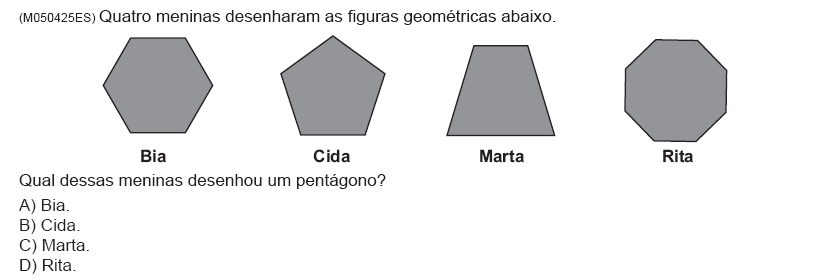 (M050425ES) Quatro meninas desenharam as figuras geométricas abaixo.
Bia Cida Marta Rita
Qual dessas meninas desenhou um pentágono?
A) Bia.
B) Cida.
C) Marta.
D) Rita.